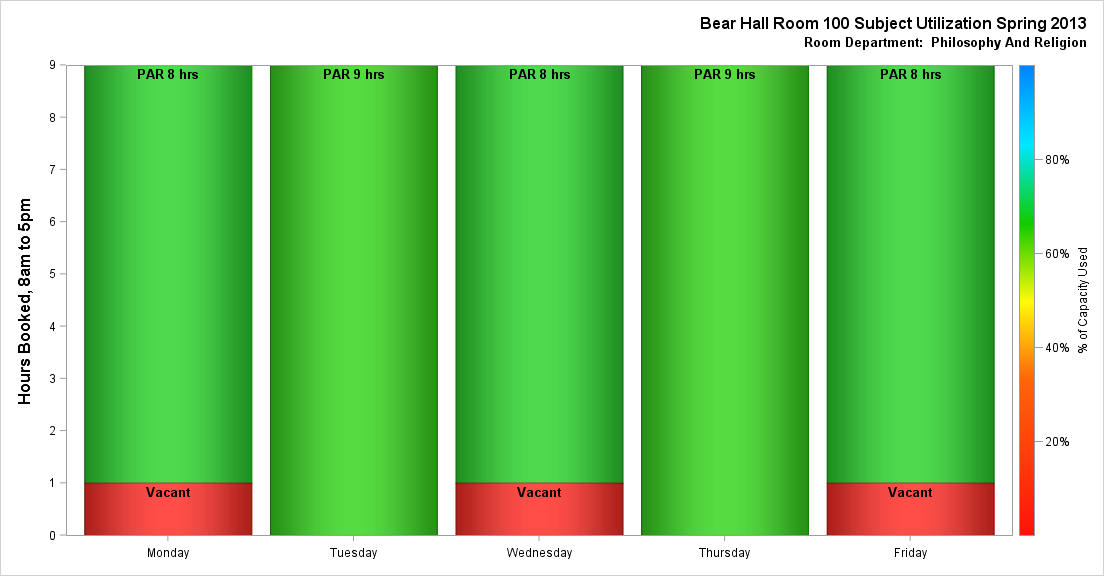 Bear Hall Room 100 Subject Utilization Spring 2013
Room Department:  Philosophy And Religion
Hours Booked, 8am to 5pm
9
8
7
6
5
4
3
2
1
0
PAR 8 hrs
PAR 9 hrs
PAR 8 hrs
PAR 9 hrs
PAR 8 hrs
Vacant
Vacant
Vacant
Monday
Tuesday
Wednesday
Thursday
Friday
80%
60%
40%
20%
% of Capacity Used